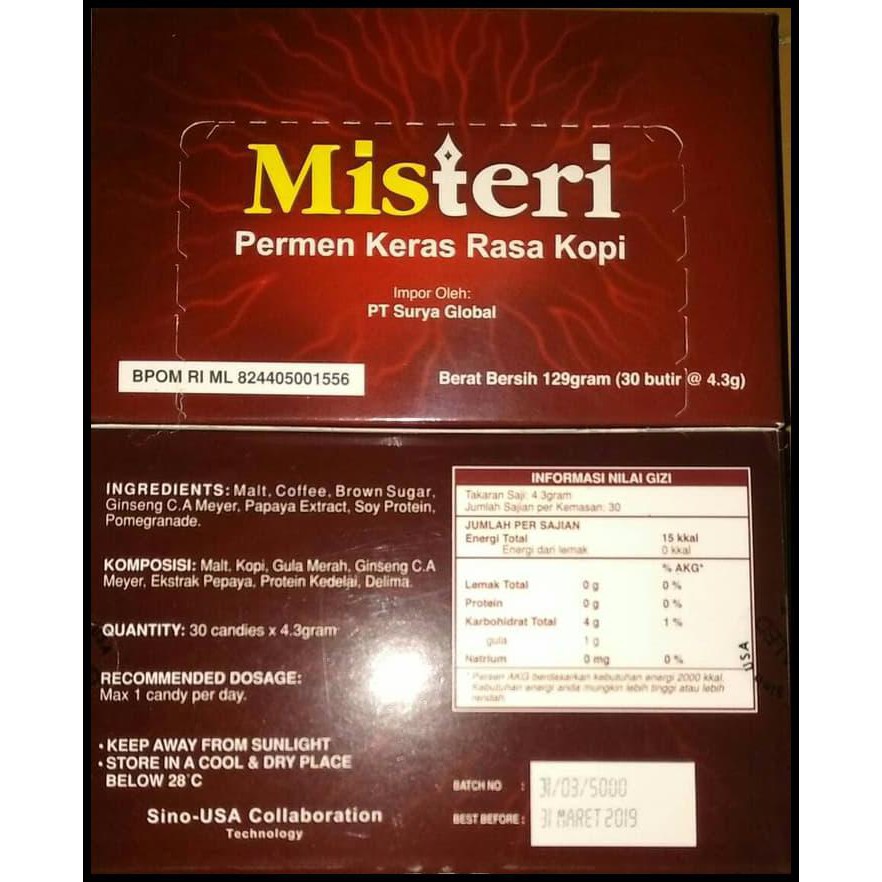 Misteri
Permen Keras Rasa Kopi
Impor Oleh:
PT Surya Global
BPOM RI ML 824405001556
Berat Bersih 129gram (30 butir @ 4.3g)
INGREDIENTS: Malt, Coffee, Brown Sugar,
Ginseng C.A Meyer, Papaya Extract, Soy Protein,
Pomegranade.
KOMPOSISI: Malt, Kopi, Gula Merah, Ginseng C.A
Meyer, Ekstrak Pepaya, Protein Kedelai, Delima.
QUANTITY: 30 candies x 4.3gram
RECOMMENDED DOSAGE:
Max 1 candy per day.
• KEEP AWAY FROM SUNLIGHT
• STORE IN A COOL & DRY PLACE
BELOW 28°C
Sino-USA Collaboration
Technology
INFORMASI NILAI GIZI
Takaran Saji: 4.3gram
Jumlah Sajian per Kemasan: 30
JUMLAH PER SAJIAN
Energi Total 15 kkal
Energi dari lemak 0 kkal
% AKG*
Lemak Total 0 g 0 %
Protein 0 g 0 %
Karbohidrat Total 4 g 1 %
gula 1 g
Natrium 0 mg 0 %
* Persen AKG berdasarkan kebutuhan energi 2000 kkal.
Kebutuhan energi anda mungkin lebih tinggi atau lebih
rendah.
USA
BATCH NO : 31/03/5000
BEST BEFORE : 31 MARET 2019